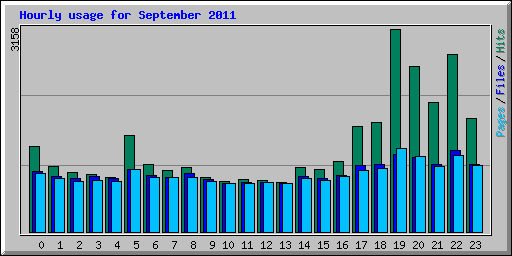 Hourly usage for September 2011
3158
Pages / Files / Hits
0 1 2 3 4 5 6 7 8 9 10 11 12 13 14 15 16 17 18 19 20 21 22 23